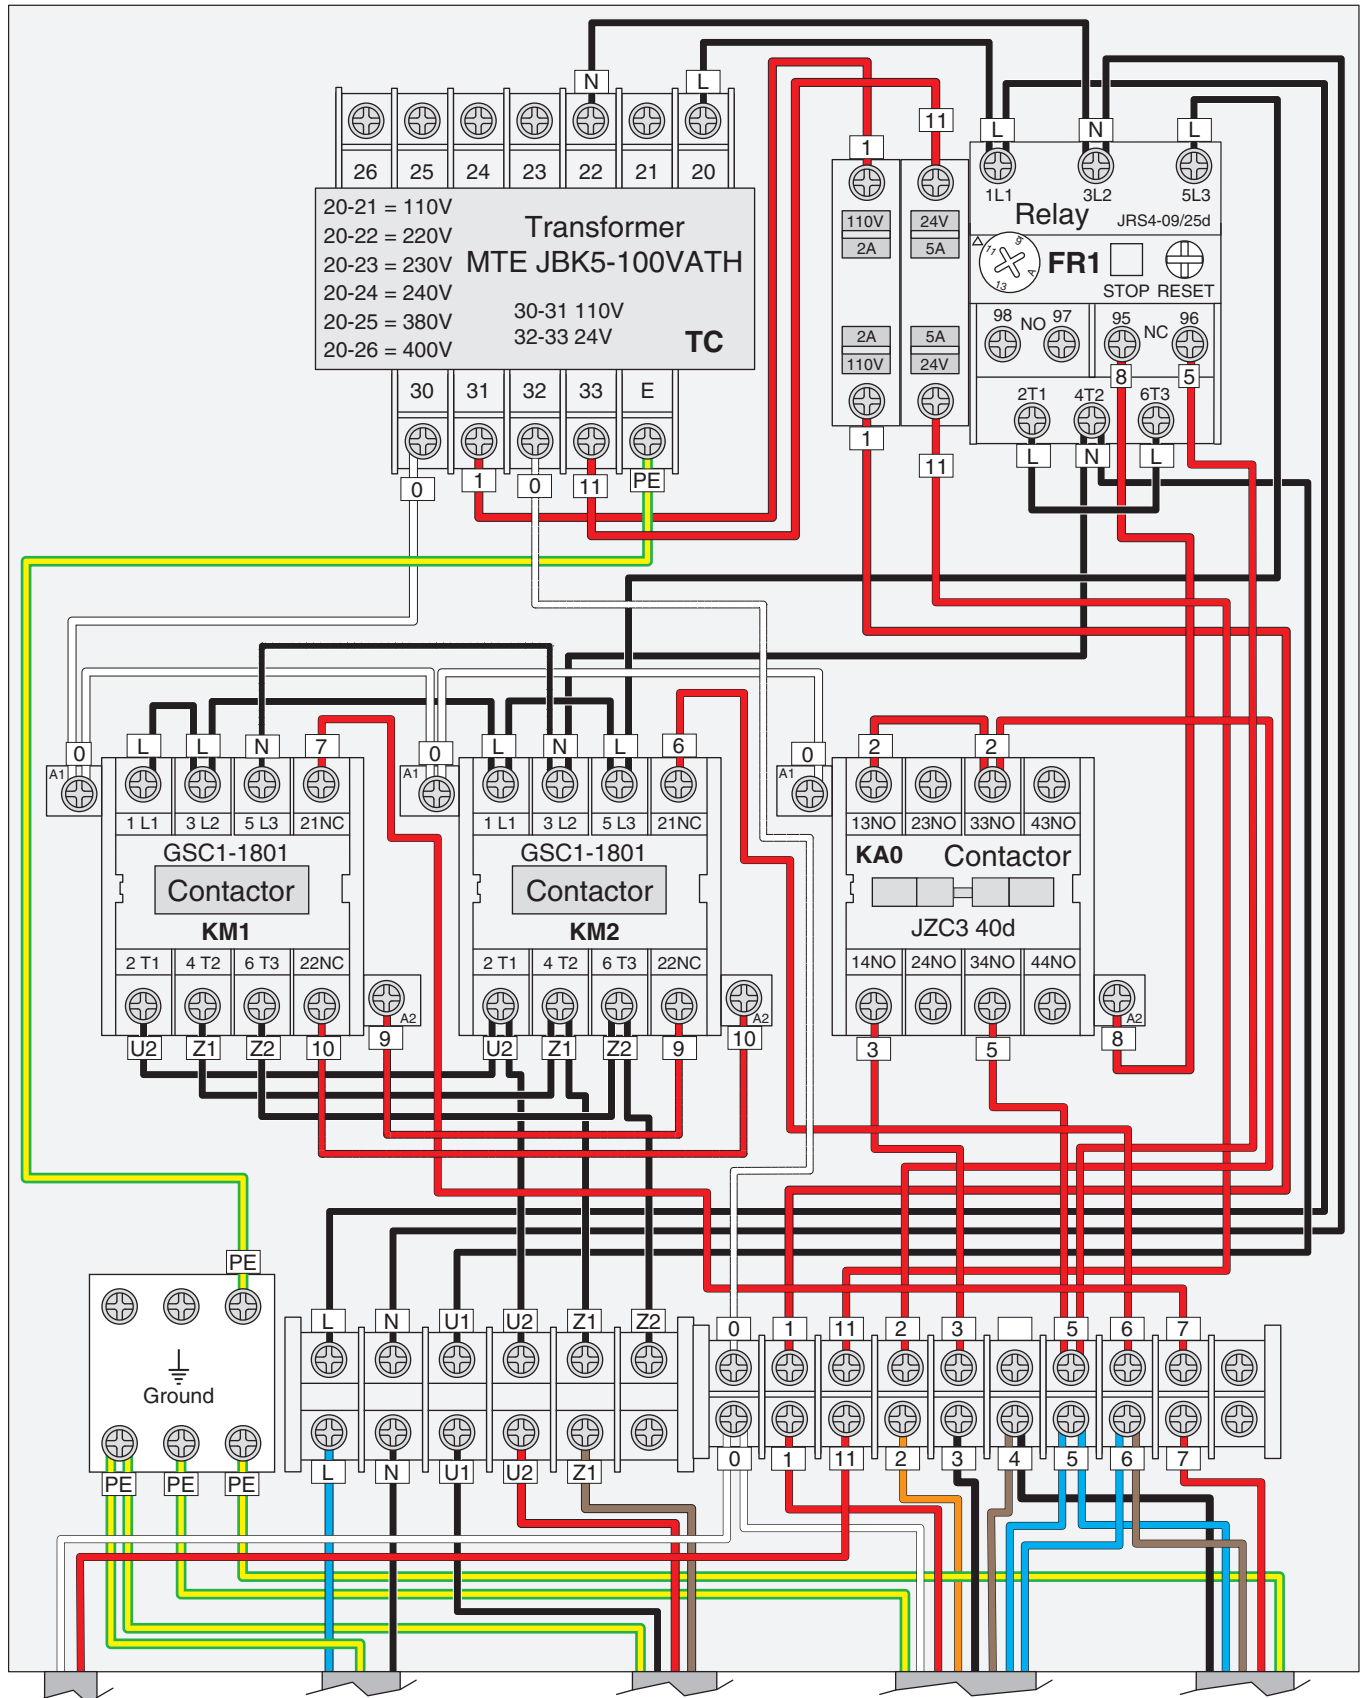 N L
L N L
26 25 24 23 22 21 20
20-21 = 110V
20-22 = 220V
20-23 = 230V
20-24 = 240V
20-25 = 380V
20-26 = 400V
Transformer
MTE JBK5-100VATH
30-31 110V
32-33 24V
TC
30 31 32 33 E
0 1 0 11 PE
1 11
110V 24V
2A 5A
2A 5A
110V 24V
1 11
1L1 3L2 5L3
Relay JRS4-09/25d
9 11 13 A
FR1
STOP RESET
98 NO 97 95 NC 96
8 5
2T1 4T2 6T3
L N L
0 L L N 7
A1
1 L1 3 L2 5 L3 21NC
GSC1-1801
Contactor
KM1
2 T1 4 T2 6 T3 22NC
A2
U2 Z1 Z2 10 9
0 L N L 6
A1
1 L1 3 L2 5 L3 21NC
GSC1-1801
Contactor
KM2
2 T1 4 T2 6 T3 22NC
A2
U2 Z1 Z2 9 10
0 2 2
A1
13NO 23NO 33NO 43NO
KA0 Contactor
JZC3 40d
14NO 24NO 34NO 44NO
A2
3 5 8
PE
Ground
PE PE PE
L N U1 U2 Z1 Z2
L N U1 U2 Z1
0 1 11 2 3 5 6 7
0 1 11 2 3 4 5 6 7